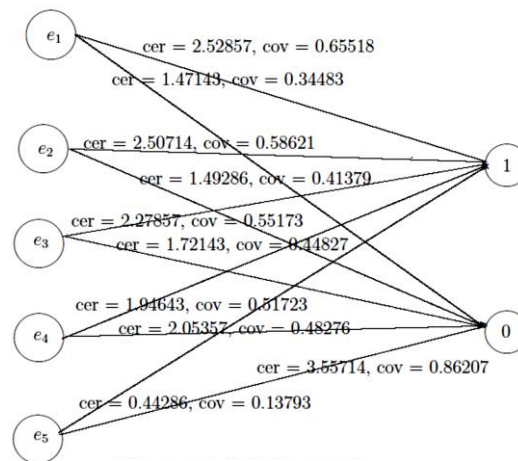 e1
cer = 2.52857, cov = 0.65518
cer = 1.47143, cov = 0.34483
e2
cer = 2.50714, cov = 0.58621
1
cer = 1.49286, cov = 0.41379
cer = 2.27857, cov = 0.55173
e3
cer = 1.72143, cov = 0.44827
cer = 1.94643, cov = 0.51723
e4
cer = 2.05357, cov = 0.48276
0
cer = 3.55714, cov = 0.86207
cer = 0.44286, cov = 0.13793
e5